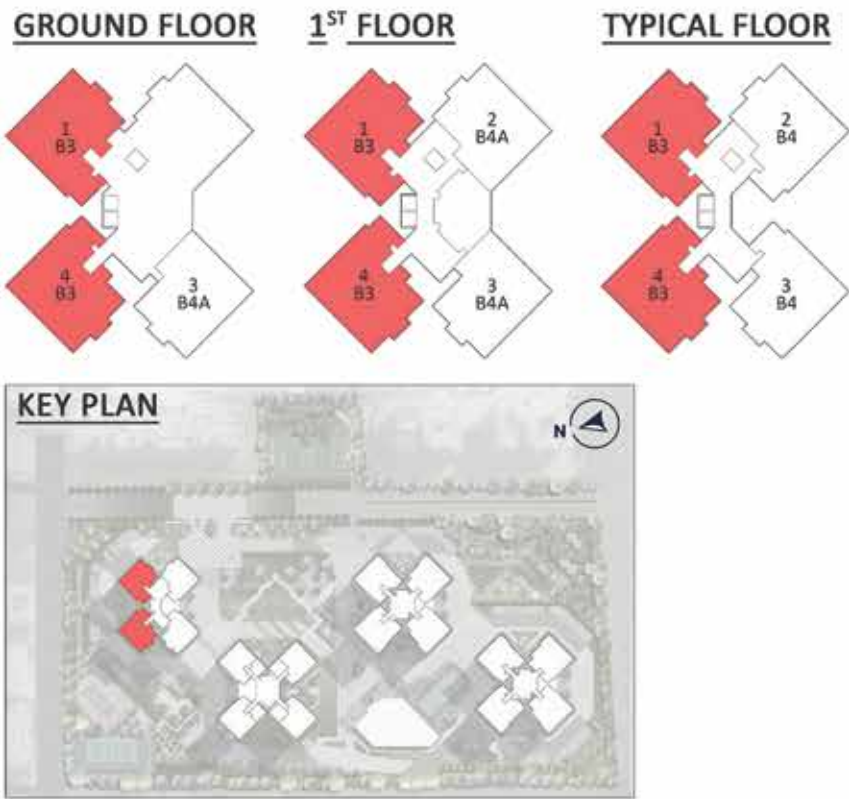 GROUND FLOOR
1ST FLOOR
TYPICAL FLOOR
1
B3
4
B3
3
B4A
1
B3
2
B4A
4
B3
3
B4A
1
B3
2
B4
4
B3
3
B4
KEY PLAN
N